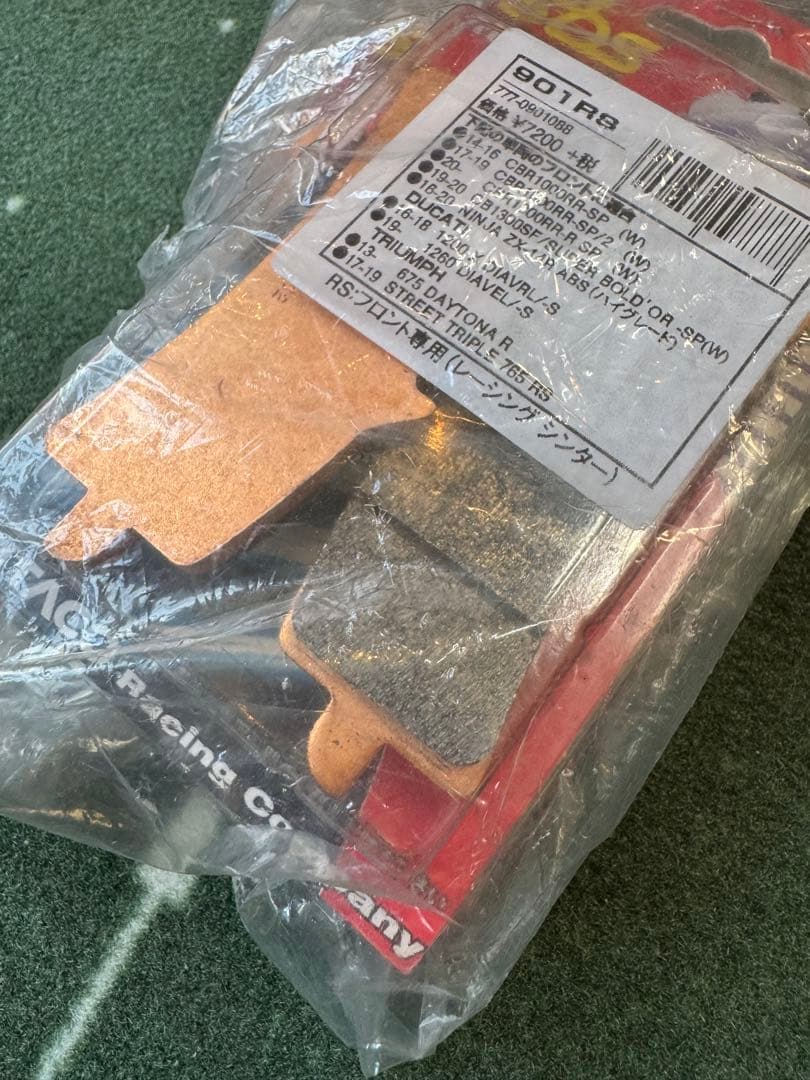 901RS
777-0901088
価格 ¥7200 +税
下記の車両のフロントに適合
●14-16 CBR1000RR-SP (W)
●17-19 CBR1000RR-SP/2 (W)
●20- CBR1000RR-R SP (W)
●19-20 CB1300SF/SUPER BOLD'OR -SP(W)
●16-20 NINJA ZX-10R ABS (ハイグレード)
DUCATI
●16-18 1200 X DIAVRL/-S
●19- 1260 DIAVEL/-S
TRIUMPH
●13- 675 DAYTONA R
●17-19 STREET TRIPLE 765 RS
RS:フロント専用(レーシング シンター)
Racing Co
any